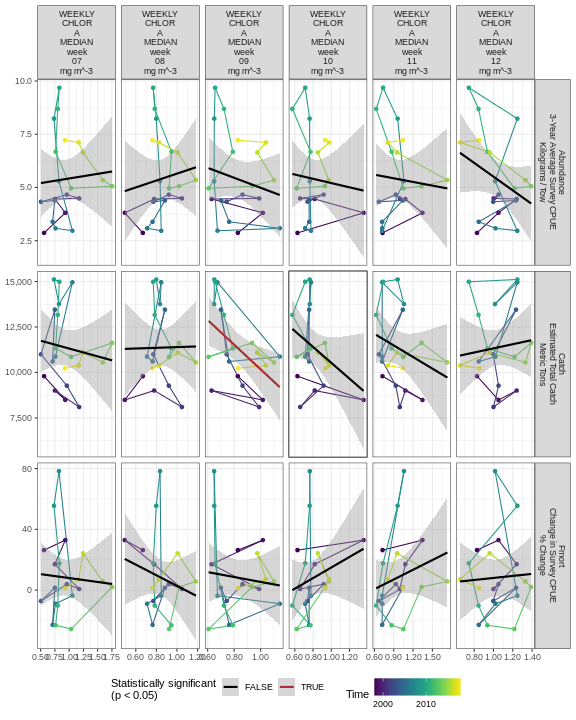 WEEKLY WEEKLY WEEKLY WEEKLY WEEKLY WEEKLY
CHLOR CHLOR CHLOR CHLOR CHLOR CHLOR
A A A A A A
MEDIAN MEDIAN MEDIAN MEDIAN MEDIAN MEDIAN
week week week week week week
07 08 09 10 11 12
mg m^-3 mg m^-3 mg m^-3 mg m^-3 mg m^-3 mg m^-3
10.0
7.5
5.0
2.5
Abundance
3-Year Average Survey CPUE
Kilograms / Tow
15,000
12,500
10,000
7,500
Catch
Estimated Total Catch
Metric Tons
80
40
0
Fmort
Change in Survey CPUE
% Change
0.50 0.75 1.00 1.25 1.50 1.75 0.60 0.80 1.00 1.20 0.60 0.80 1.00 0.60 0.80 1.00 1.20 0.60 0.90 1.20 1.50 0.80 1.00 1.20 1.40
Statistically significant
(p < 0.05)
FALSE TRUE
Time
2000 2010